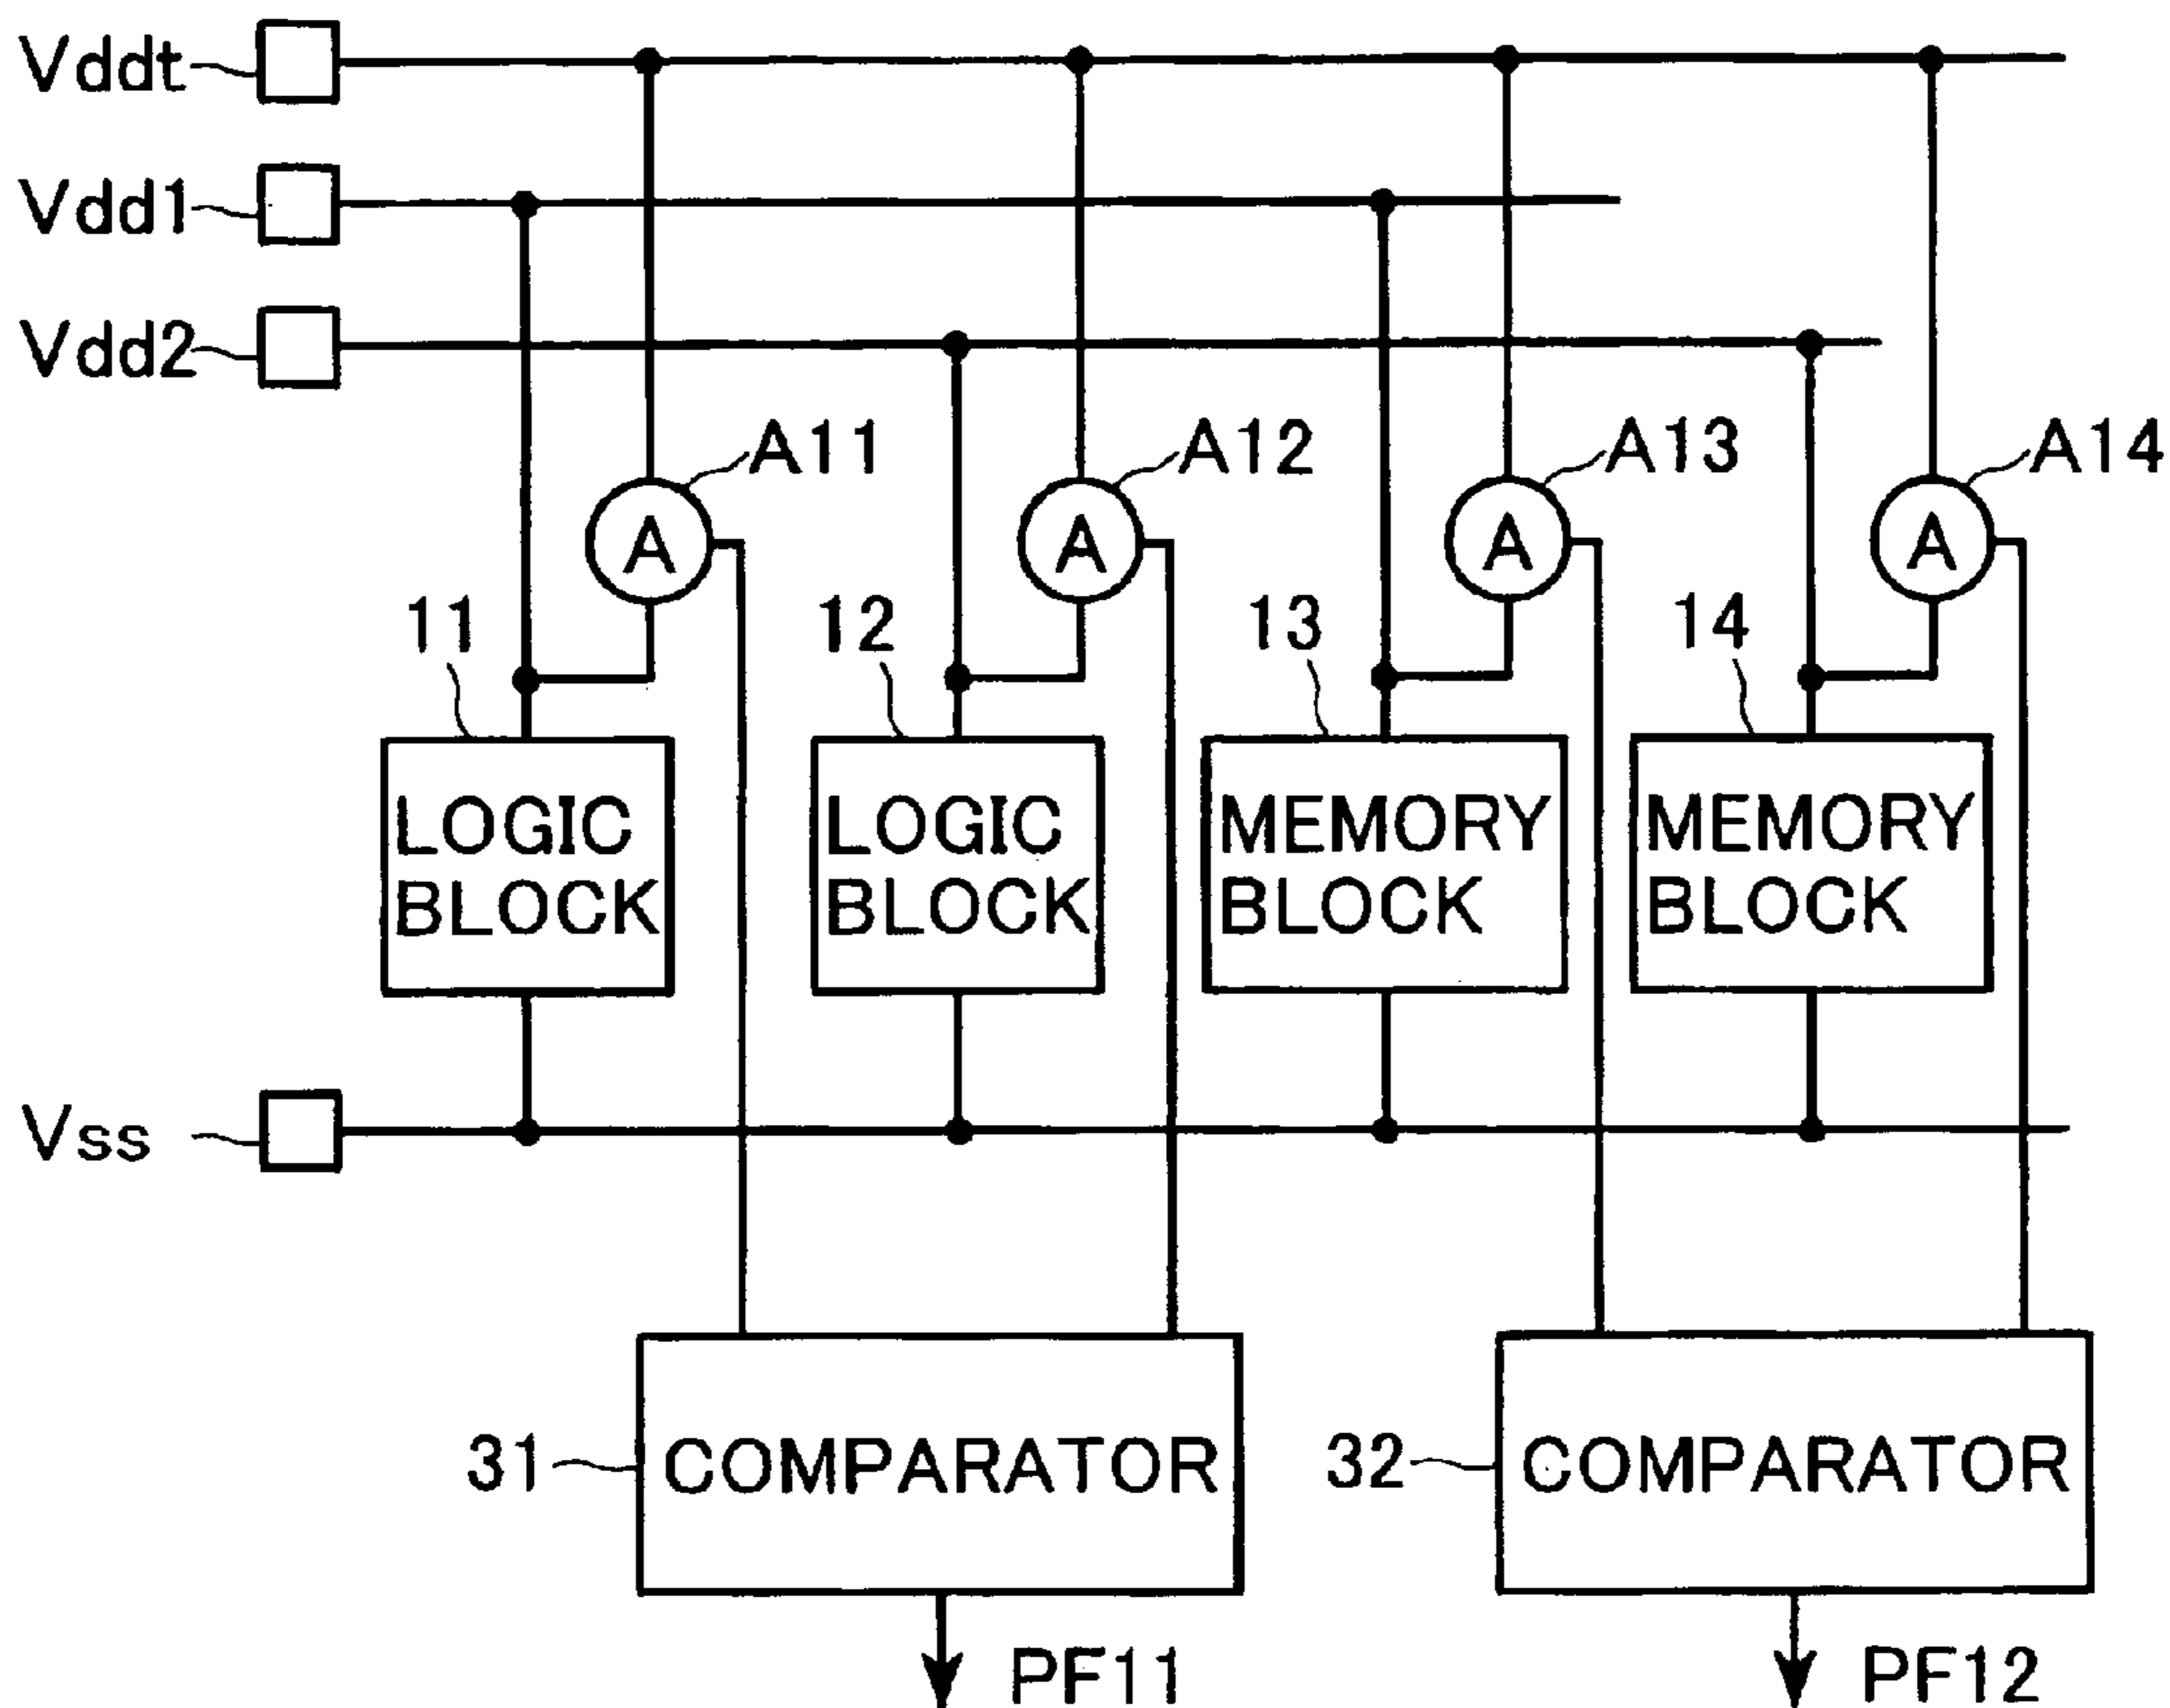 Vddt
Vdd1
Vdd2
A11
A12
A13
A14
A
A
A
A
11
12
13
14
LOGIC
BLOCK
LOGIC
BLOCK
MEMORY
BLOCK
MEMORY
BLOCK
Vss
31
COMPARATOR
32
COMPARATOR
PF11
PF12